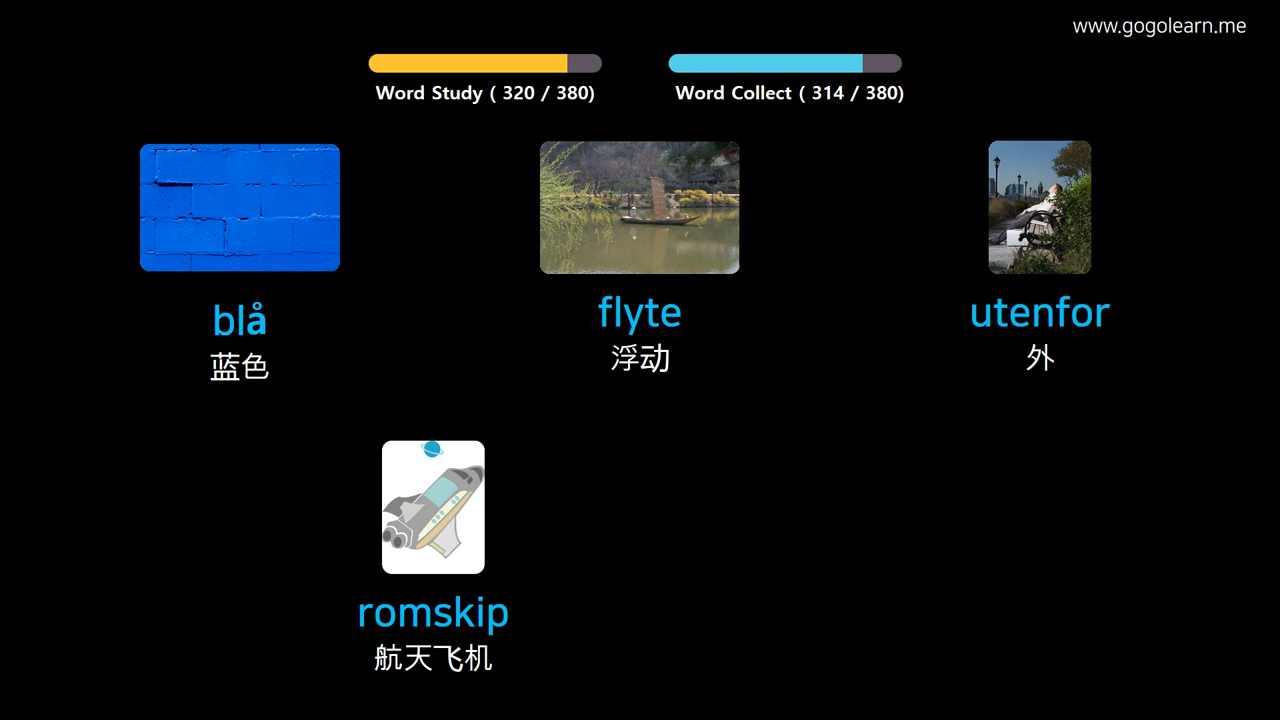 www.gogolearn.me
Word Study ( 320 / 380)
Word Collect ( 314 / 380)
blå
蓝色
flyte
浮动
utenfor
外
romskip
航天飞机